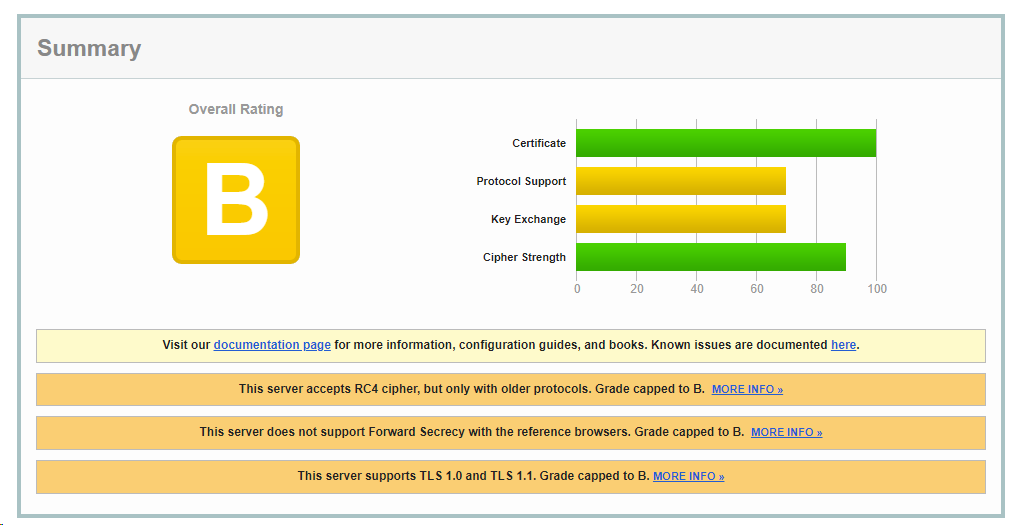 Summary
Overall Rating
B
Certificate
Protocol Support
Key Exchange
Cipher Strength
0 20 40 60 80 100
Visit our documentation page for more information, configuration guides, and books. Known issues are documented here.
This server accepts RC4 cipher, but only with older protocols. Grade capped to B. MORE INFO »
This server does not support Forward Secrecy with the reference browsers. Grade capped to B. MORE INFO »
This server supports TLS 1.0 and TLS 1.1. Grade capped to B. MORE INFO »